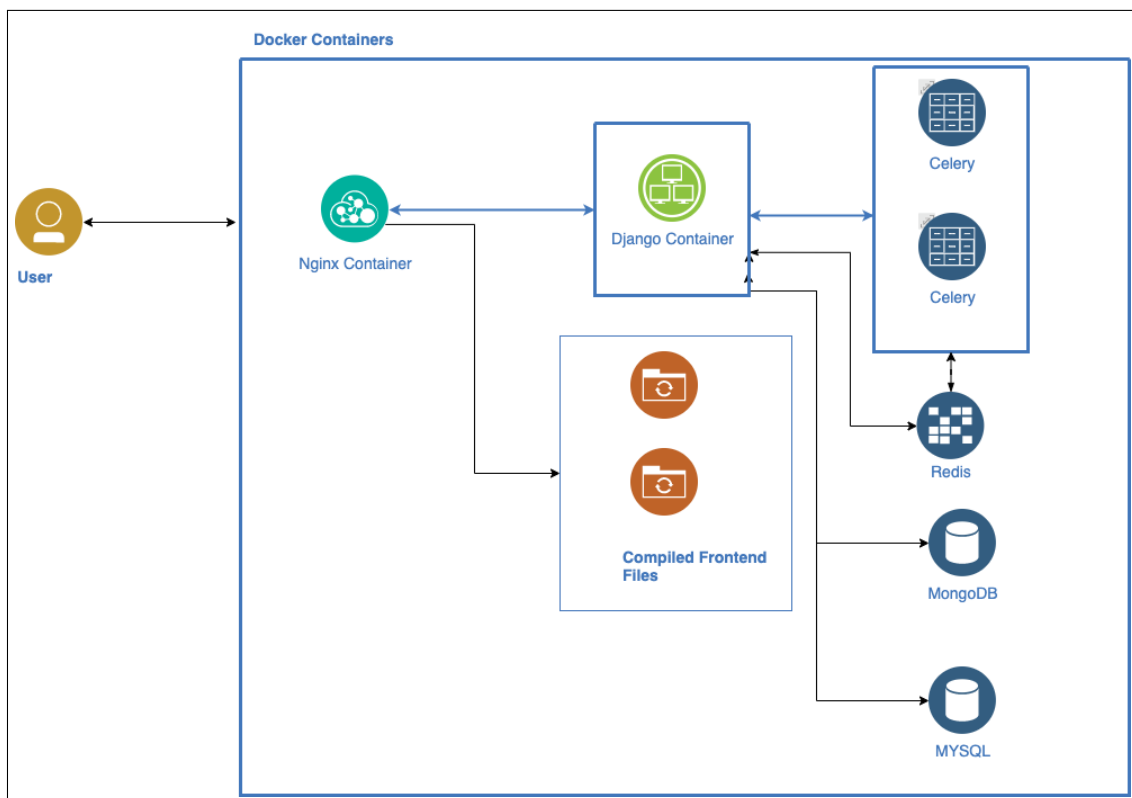 Docker Containers
User
Nginx Container
Django Container
Celery
Celery
Compiled Frontend
Files
Redis
MongoDB
MYSQL